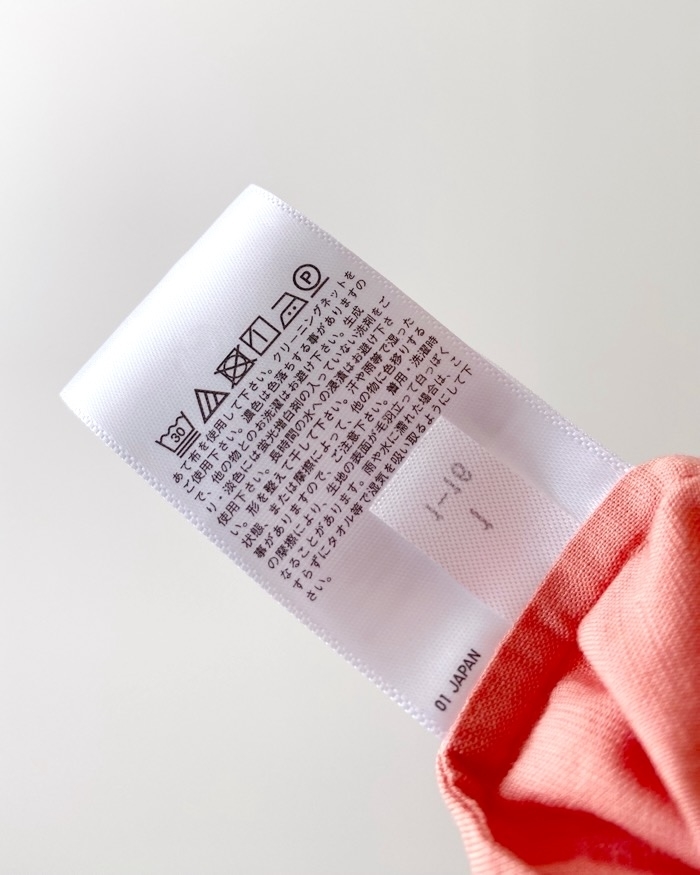 30 P
あて布を使用して下さい。クリーニングネットを
ご使用下さい。濃色は色落ちする事がありますの
で、他の物とのお洗濯はお避け下さい。生成
り、淡色には蛍光増白剤の入っていない洗剤をご
使用下さい。長時間の水への浸漬はお避け下さ
い。形を整えて干して下さい。汗や雨等で湿った
状態、または摩擦によって、他の物に色移りする
事がありますので、ご注意下さい。着用、洗濯時
の摩擦により、生地の表面が毛羽立って白っぽく
なることがあります。雨や水に濡れた場合は、こ
すらずにタオル等で湿気を吸い取るようにして下
さい。
01 JAPAN